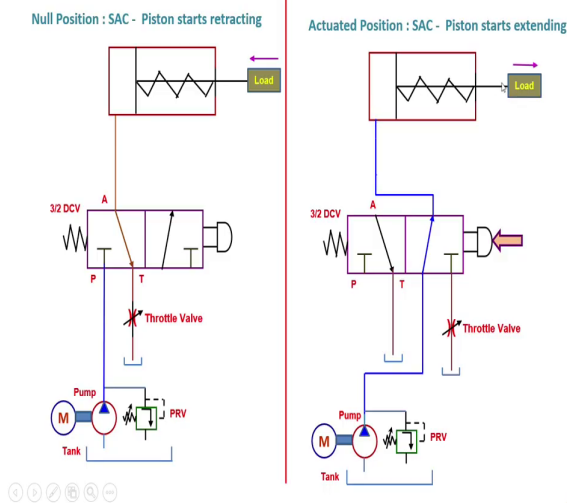 Null Position : SAC - Piston starts retracting
Load
A
3/2 DCV
P
T
Throttle Valve
Pump
M
PRV
Tank
Actuated Position : SAC - Piston starts extending
Load
A
3/2 DCV
P
T
Throttle Valve
Pump
M
PRV
Tank